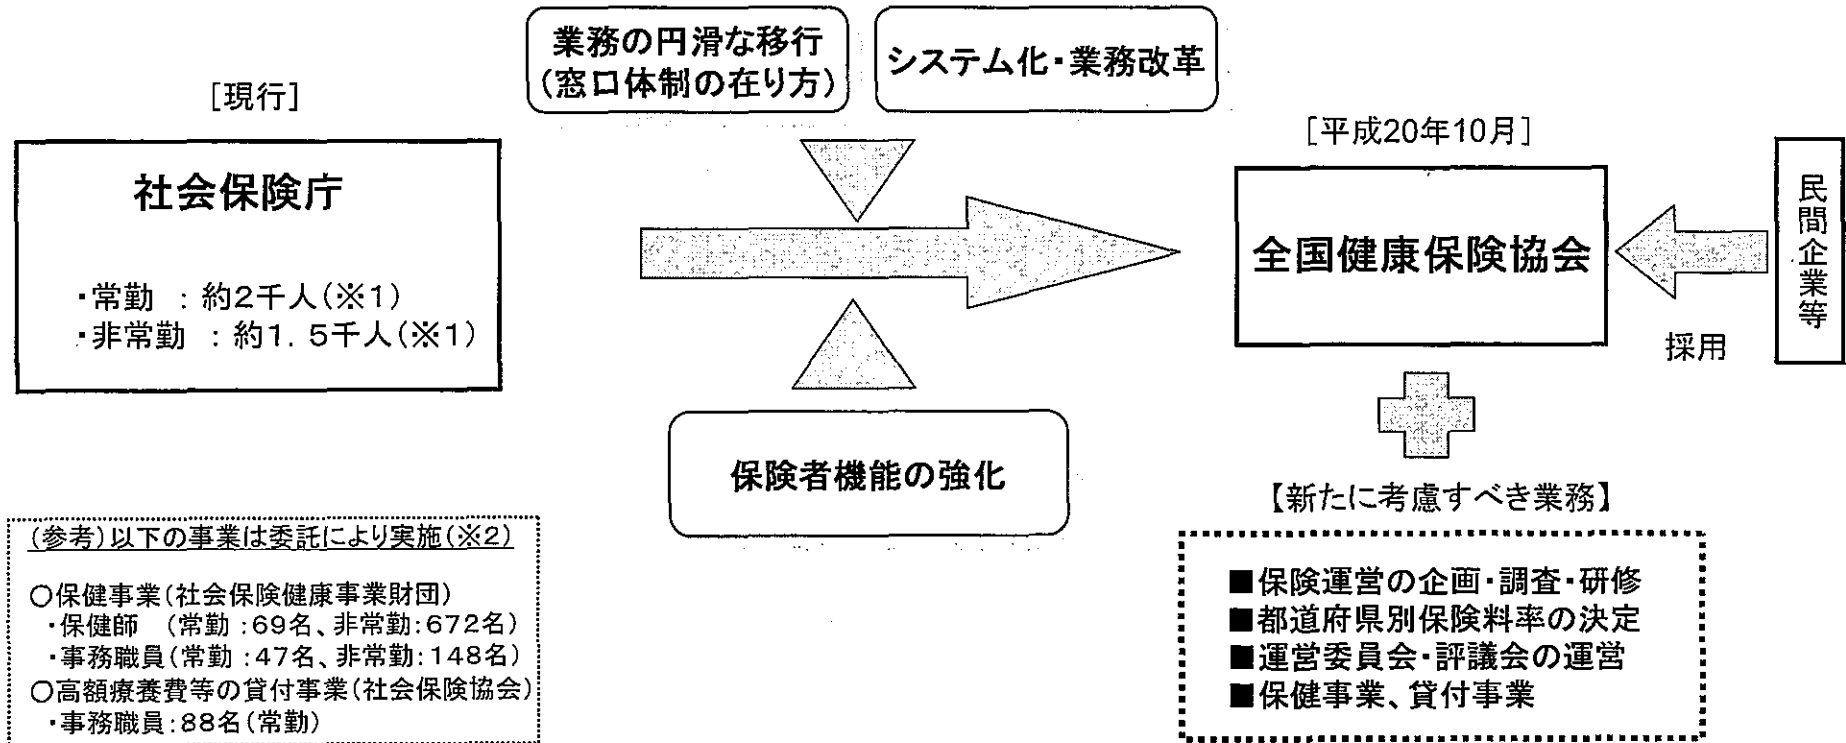 業務の円滑な移行
(窓口体制の在り方)
システム化・業務改革
[現行]
社会保険庁
・常勤 : 約2千人(※1)
・非常勤 : 約1. 5千人(※1)
[平成20年10月]
全国健康保険協会
民間企業等
採用
保険者機能の強化
(参考)以下の事業は委託により実施(※2)
○保健事業(社会保険健康事業財団)
・保健師 (常勤:69名、非常勤:672名)
・事務職員(常勤:47名、非常勤:148名)
○高額療養費等の貸付事業(社会保険協会)
・事務職員:88名(常勤)
【新たに考慮すべき業務】
■保険運営の企画・調査・研修
■都道府県別保険料率の決定
■運営委員会・評議会の運営
■保健事業、貸付事業